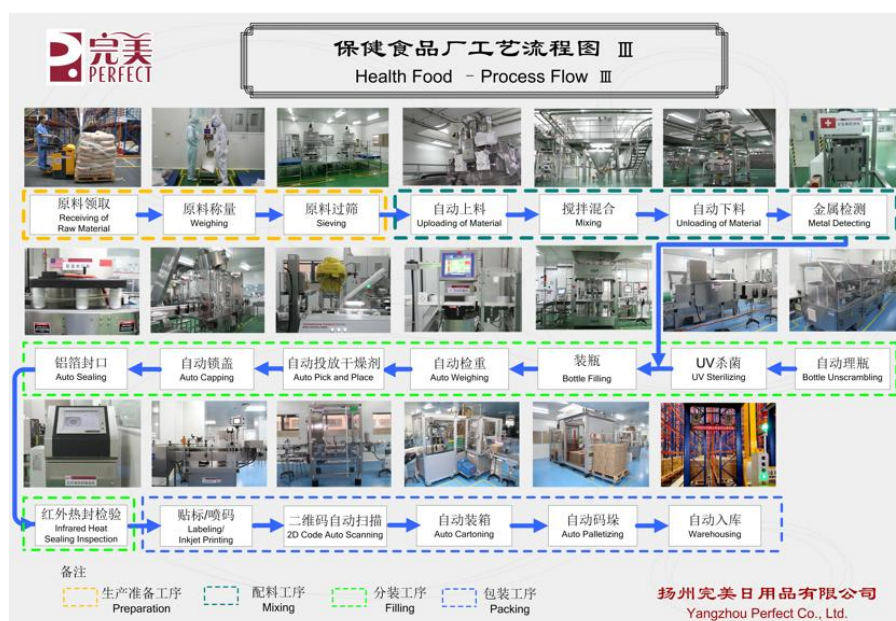 完美
PERFECT
保健食品厂工艺流程图 Ⅲ
Health Food - Process Flow Ⅲ
原料领取
Receiving of
Raw Material
原料称量
Weighing
原料过筛
Sieving
自动上料
Uploading of Material
搅拌混合
Mixing
自动下料
Unloading of Material
金属检测
Metal Detecting
铝箔封口
Auto Sealing
自动锁盖
Auto Capping
自动投放干燥剂
Auto Pick and Place
自动检重
Auto Weighing
装瓶
Bottle Filling
UV杀菌
UV Sterilizing
自动理瓶
Bottle Unscrambling
红外热封检验
Infrared Heat
Sealing Inspection
贴标/喷码
Labeling/
Inkjet Printing
二维码自动扫描
2D Code Auto Scanning
自动装箱
Auto Cartoning
自动码垛
Auto Palletizing
自动入库
Warehousing
备注
生产准备工序
Preparation
配料工序
Mixing
分装工序
Filling
包装工序
Packing
扬州完美日用品有限公司
Yangzhou Perfect Co., Ltd.